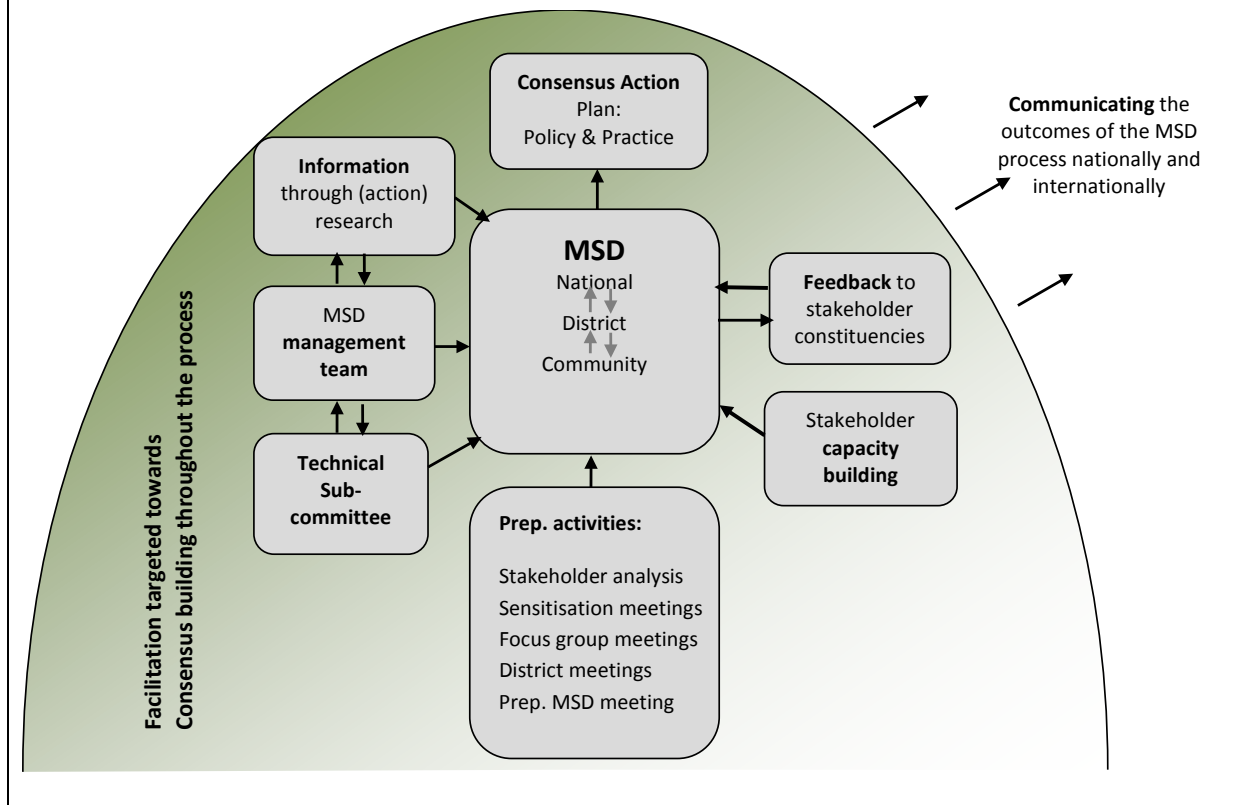 Consensus Action
Plan:
Policy & Practice
Communicating the
outcomes of the MSD
process nationally and
internationally
Information
through (action)
research
MSD
National
District
Community
Feedback to
stakeholder
constituencies
MSD
management
team
Stakeholder
capacity
building
Technical
Sub-
committee
Prep. activities:
Stakeholder analysis
Sensitisation meetings
Focus group meetings
District meetings
Prep. MSD meeting
Facilitation targeted towards
Consensus building throughout the process